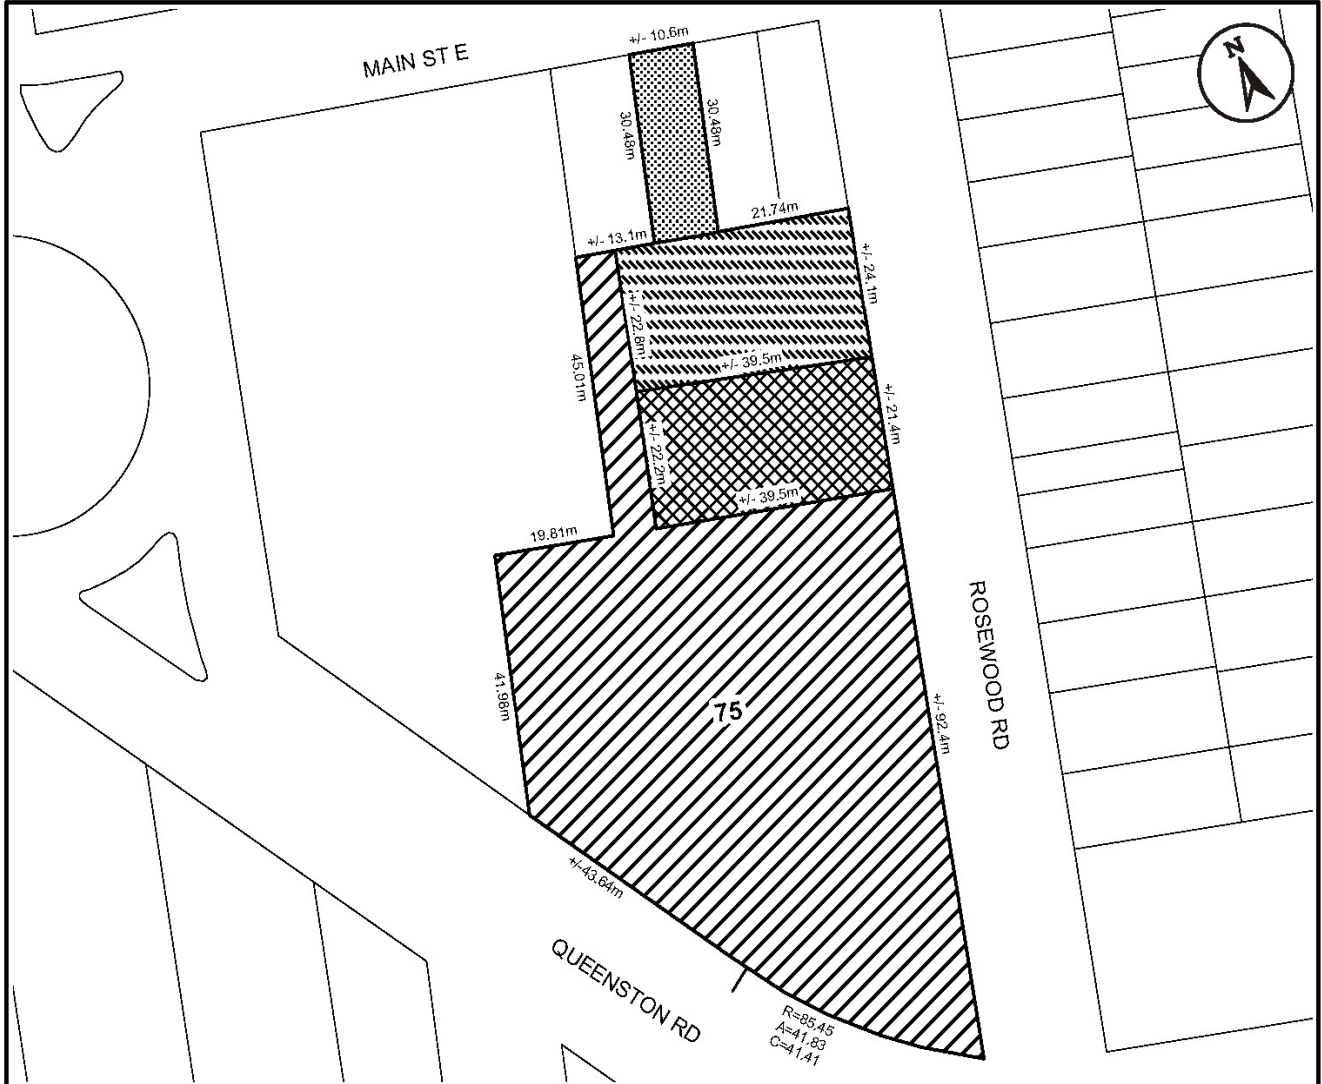 +/- 10.6m
MAIN ST E
N
30.48m
30.48m
21.74m
+/- 13.1m
+/- 24.1m
+/- 22.8m
+/- 39.5m
45.01m
+/- 21.4m
+/- 22.2m
+/- 39.5m
19.81m
ROSEWOOD RD
41.98m
75
+/- 92.4m
+/-43.64m
QUEENSTON RD
R=85.45
A=41.83
C=41.41